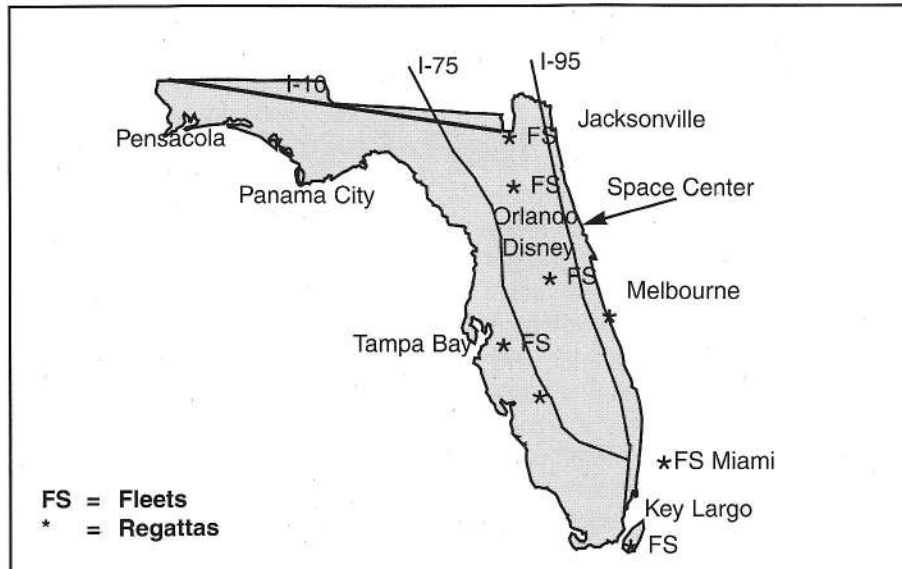 I-75
I-95
I-10
Jacksonville
Pensacola
* FS
Panama City
* FS
Space Center
Orlando
Disney
* FS
Melbourne
*
Tampa Bay
* FS
*
*FS Miami
FS = Fleets
* = Regattas
Key Largo
* FS